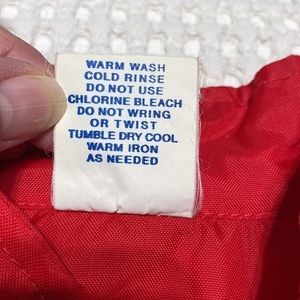 WARM WASH
COLD RINSE
DO NOT USE
CHLORINE BLEACH
DO NOT WRING
OR TWIST
TUMBLE DRY COOL
WARM IRON
AS NEEDED